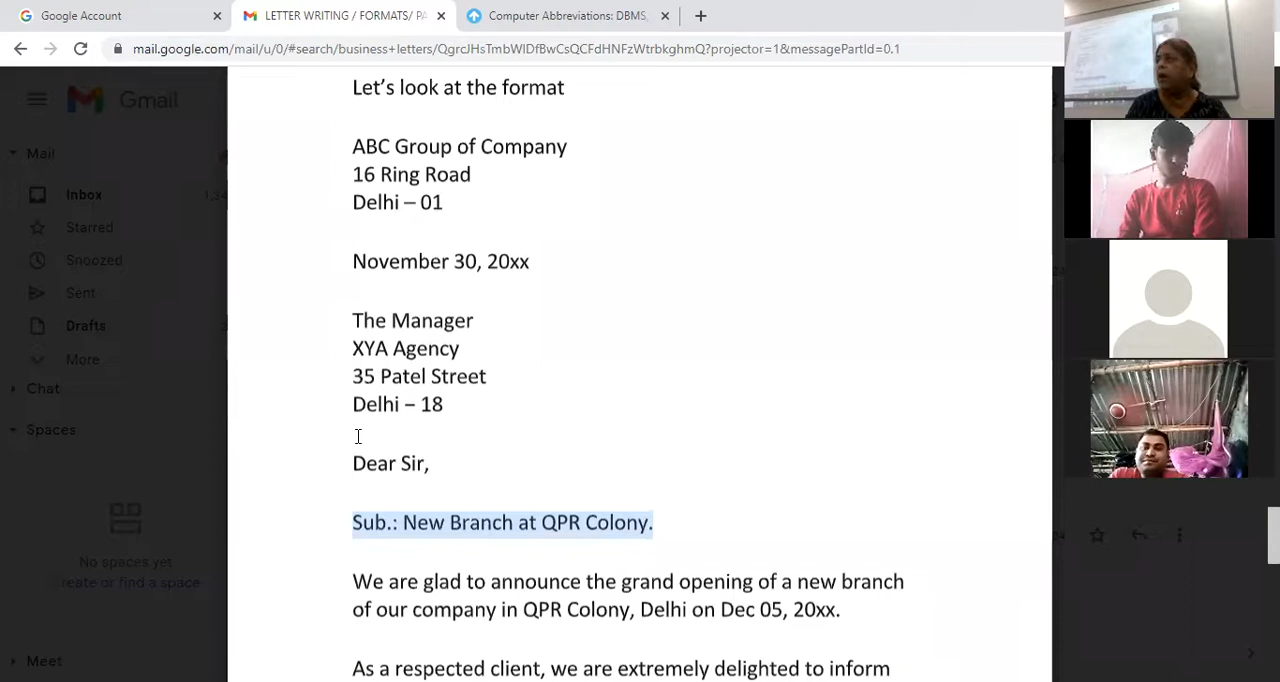 Google Account
LETTER WRITING / FORMATS/ PA
Computer Abbreviations: DBMS,
mail.google.com/mail/u/0/#search/business+letters/QgrcJHsTmbWlDfBwCsQCFdHNFzWtrbkghmQ?projector=1&messagePartId=0.1
Gmail
Mail
Inbox
Starred
Snoozed
Sent
Drafts
More
Chat
Spaces
No spaces yet
create or find a space
Meet
Let’s look at the format
ABC Group of Company
16 Ring Road
Delhi – 01
November 30, 20xx
The Manager
XYA Agency
35 Patel Street
Delhi – 18
Dear Sir,
Sub.: New Branch at QPR Colony.
We are glad to announce the grand opening of a new branch
of our company in QPR Colony, Delhi on Dec 05, 20xx.
As a respected client, we are extremely delighted to inform